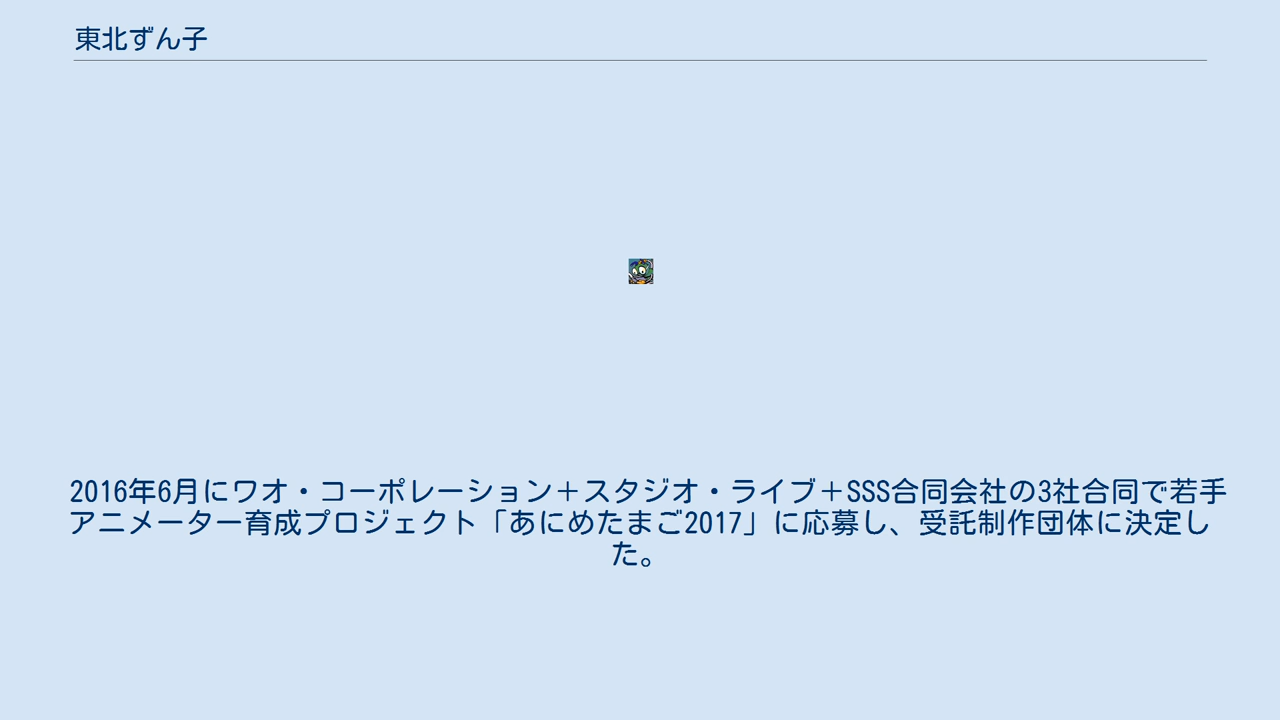 東北ずん子
2016年6月にワオ・コーポレーション＋スタジオ・ライブ＋SSS合同会社の3社合同で若手
アニメーター育成プロジェクト「あにめたまご2017」に応募し、受託制作団体に決定し
た。